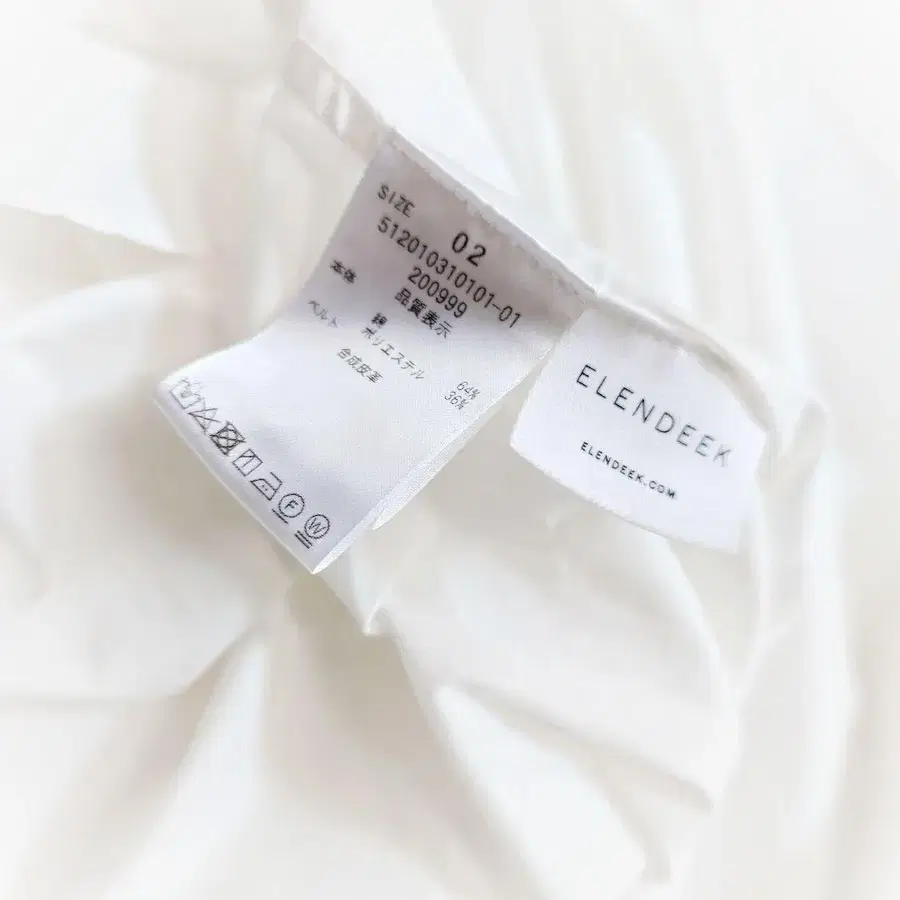 SIZE
02
512010310101-01
200999
品質表示
本体 綿 64%
ポリエステル 36%
ベルト 合成皮革
F W
ELENDEEK
ELENDEEK.COM